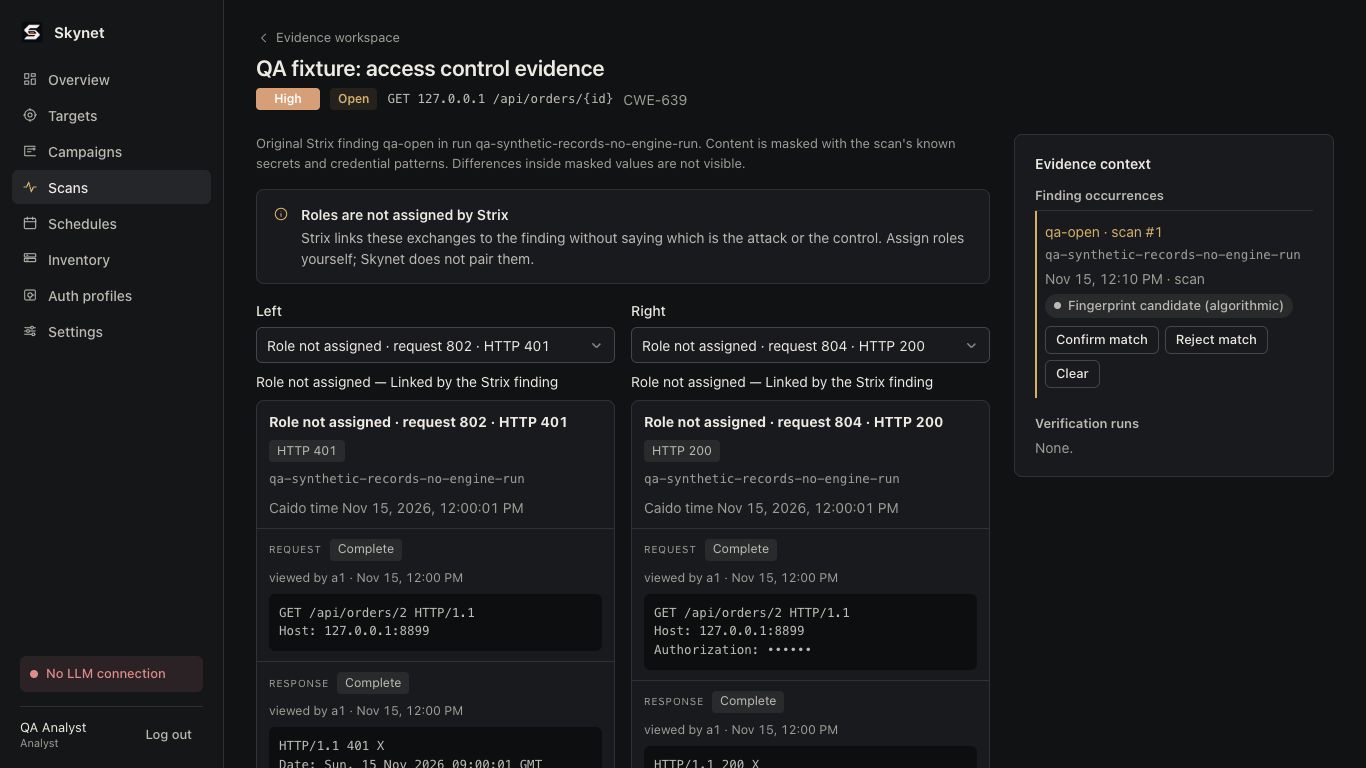 Skynet
Overview
Targets
Campaigns
Scans
Schedules
Inventory
Auth profiles
Settings
No LLM connection
QA Analyst
Analyst
Log out
Evidence workspace
QA fixture: access control evidence
High
Open
GET 127.0.0.1 /api/orders/{id}
CWE-639
Original Strix finding qa-open in run qa-synthetic-records-no-engine-run. Content is masked with the scan's known
secrets and credential patterns. Differences inside masked values are not visible.
Roles are not assigned by Strix
Strix links these exchanges to the finding without saying which is the attack or the control. Assign roles
yourself; Skynet does not pair them.
Left
Role not assigned · request 802 · HTTP 401
Role not assigned — Linked by the Strix finding
Role not assigned · request 802 · HTTP 401
HTTP 401
qa-synthetic-records-no-engine-run
Caido time Nov 15, 2026, 12:00:01 PM
REQUEST
Complete
viewed by a1 · Nov 15, 12:00 PM
GET /api/orders/2 HTTP/1.1
Host: 127.0.0.1:8899
RESPONSE
Complete
viewed by a1 · Nov 15, 12:00 PM
HTTP/1.1 401 X
Date: Sun, 15 Nov 2026 09:00:01 GMT
Right
Role not assigned · request 804 · HTTP 200
Role not assigned — Linked by the Strix finding
Role not assigned · request 804 · HTTP 200
HTTP 200
qa-synthetic-records-no-engine-run
Caido time Nov 15, 2026, 12:00:01 PM
REQUEST
Complete
viewed by a1 · Nov 15, 12:00 PM
GET /api/orders/2 HTTP/1.1
Host: 127.0.0.1:8899
Authorization: ••••••
RESPONSE
Complete
viewed by a1 · Nov 15, 12:00 PM
HTTP/1.1 200 X
Evidence context
Finding occurrences
qa-open · scan #1
qa-synthetic-records-no-engine-run
Nov 15, 12:10 PM · scan
Fingerprint candidate (algorithmic)
Confirm match
Reject match
Clear
Verification runs
None.